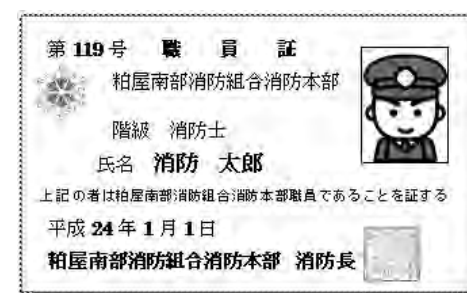 第 119 号　職　員　証
粕屋南部消防組合消防本部
階級　消防士
氏名　消防　太郎
上記の者は粕屋南部消防組合消防本部職員であることを証する
平成 24 年 1 月 1 日
粕屋南部消防組合消防本部　消防長